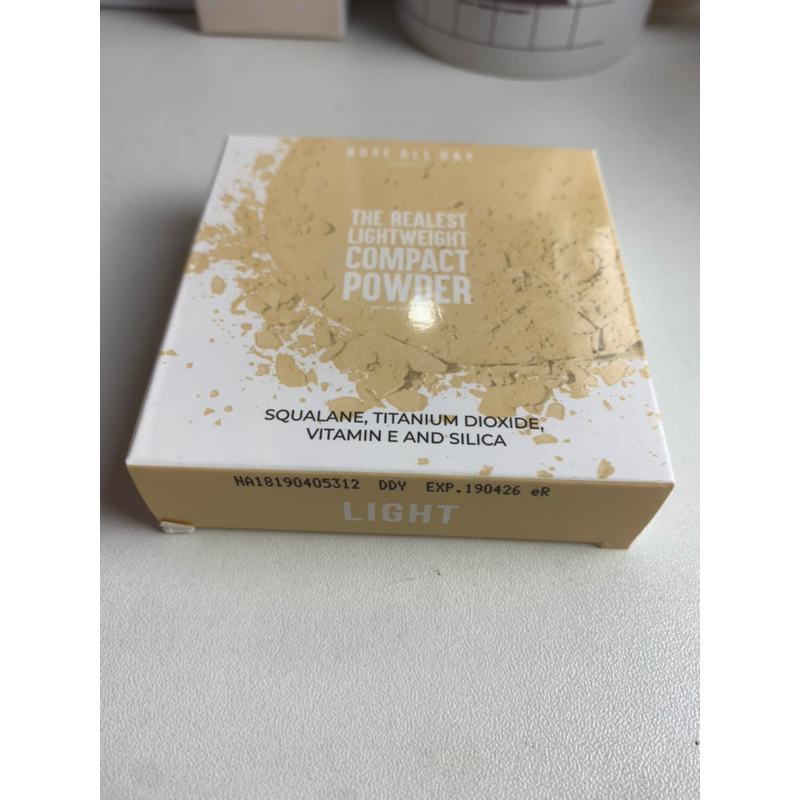 ROSE ALL DAY
THE REALEST
LIGHTWEIGHT
COMPACT
POWDER
SQUALANE, TITANIUM DIOXIDE,
VITAMIN E AND SILICA
NA18190405312 DDY EXP.190426 eR
LIGHT